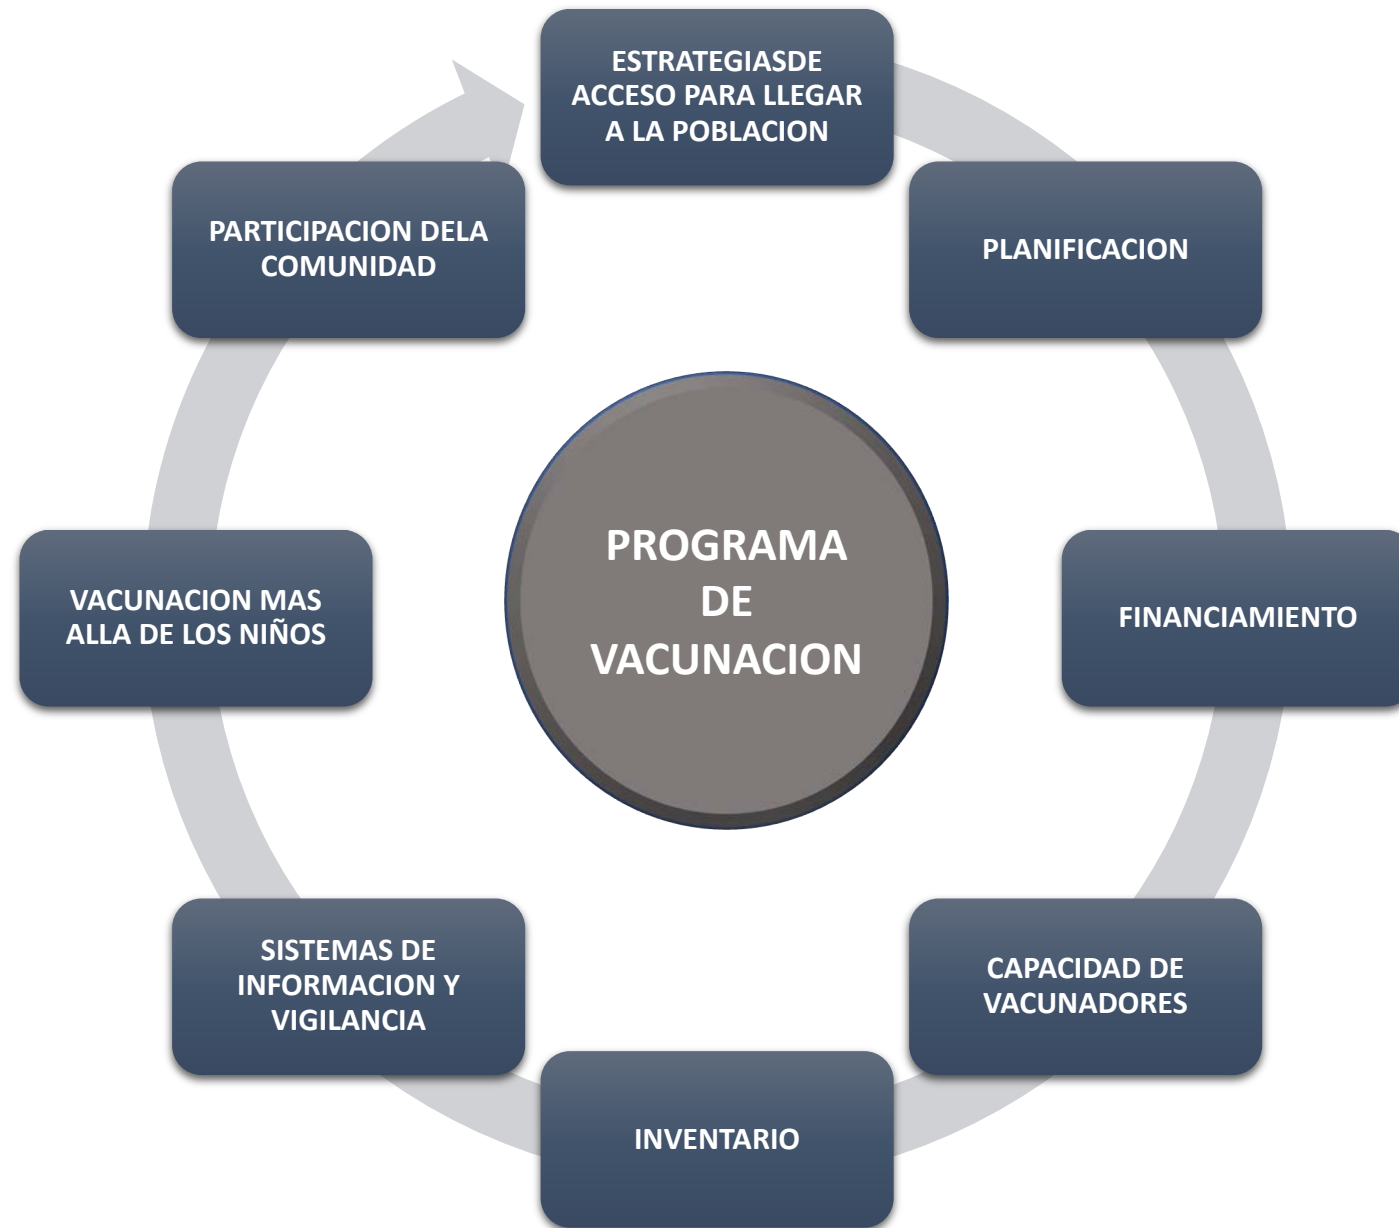 ESTRATEGIASDE
ACCESO PARA LLEGAR
A LA POBLACION
PLANIFICACION
FINANCIAMIENTO
CAPACIDAD DE
VACUNADORES
INVENTARIO
SISTEMAS DE
INFORMACION Y
VIGILANCIA
VACUNACION MAS
ALLA DE LOS NIÑOS
PARTICIPACION DELA
COMUNIDAD
PROGRAMA
DE
VACUNACION